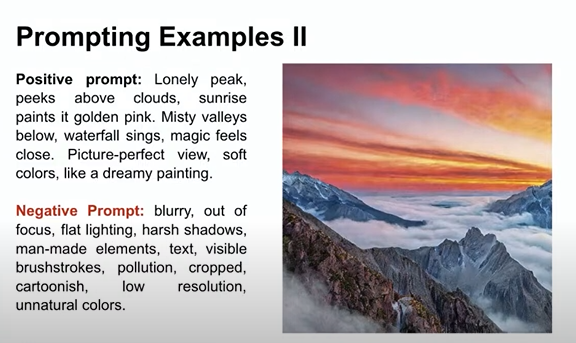 Prompting Examples II
Positive prompt: Lonely peak,
peeks above clouds, sunrise
paints it golden pink. Misty valleys
below, waterfall sings, magic feels
close. Picture-perfect view, soft
colors, like a dreamy painting.
Negative Prompt: blurry, out of
focus, flat lighting, harsh shadows,
man-made elements, text, visible
brushstrokes, pollution, cropped,
cartoonish, low resolution,
unnatural colors.